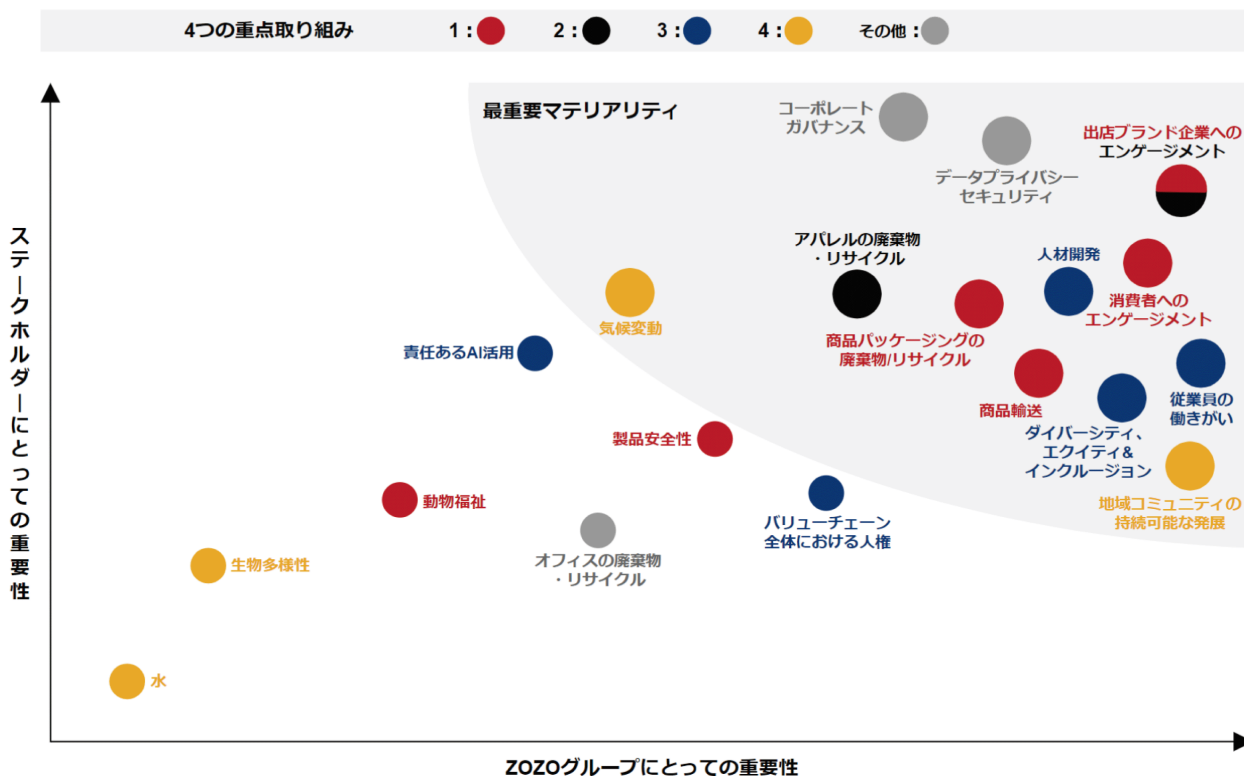 4つの重点取り組み 1： 2： 3： 4： その他：
最重要マテリアリティ
コーポレート
ガバナンス
データプライバシー
セキュリティ
出店ブランド企業への
エンゲージメント
アパレルの廃棄物
・リサイクル
人材開発
消費者への
エンゲージメント
気候変動
商品パッケージングの
廃棄物/リサイクル
責任あるAI活用
商品輸送
従業員の
働きがい
ダイバーシティ、
エクイティ&
インクルージョン
製品安全性
動物福祉
地域コミュニティの
持続可能な発展
バリューチェーン
全体における人権
オフィスの廃棄物
・リサイクル
生物多様性
水
ステークホルダーにとっての重要性
ZOZOグループにとっての重要性